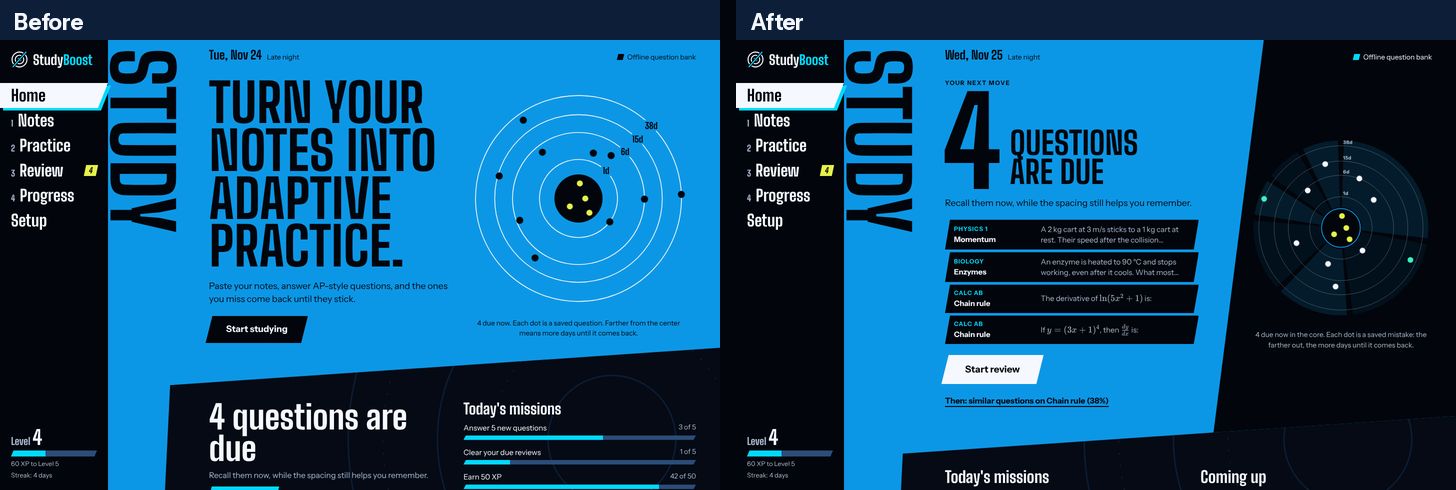 Before
StudyBoost
Home
1 Notes
2 Practice
3 Review 4
4 Progress
Setup
Level 4
60 XP to Level 5
Streak: 4 days
STUDY
Tue, Nov 24 Late night
Offline question bank
TURN YOUR
NOTES INTO
ADAPTIVE
PRACTICE.
Paste your notes, answer AP-style questions, and the ones
you miss come back until they stick.
Start studying
38d
15d
6d
1d
4 due now. Each dot is a saved question. Farther from the center
means more days until it comes back.
4 questions are
due
Recall them now, while the spacing still helps you remember.
Today's missions
Answer 5 new questions 3 of 5
Clear your due reviews 1 of 5
Earn 50 XP 42 of 50
After
StudyBoost
Home
1 Notes
2 Practice
3 Review 4
4 Progress
Setup
Level 4
60 XP to Level 5
Streak: 4 days
STUDY
Wed, Nov 25 Late night
Offline question bank
YOUR NEXT MOVE
4 QUESTIONS
ARE DUE
Recall them now, while the spacing still helps you remember.
PHYSICS 1
Momentum
A 2 kg cart at 3 m/s sticks to a 1 kg cart at
rest. Their speed after the collision...
BIOLOGY
Enzymes
An enzyme is heated to 90 °C and stops
working, even after it cools. What most...
CALC AB
Chain rule
The derivative of ln(5x² + 1) is:
CALC AB
Chain rule
If y = (3x + 1)⁴, then dy/dx is:
Start review
Then: similar questions on Chain rule (38%)
38d
15d
6d
1d
4 due now in the core. Each dot is a saved mistake: the
farther out, the more days until it comes back.
Today's missions
Coming up